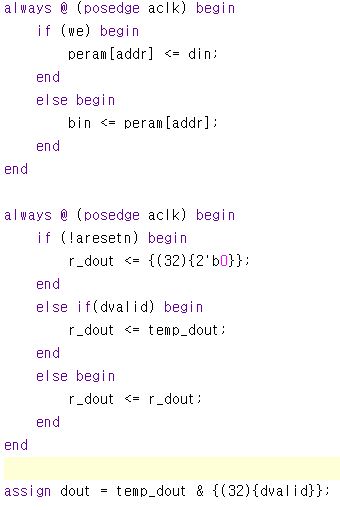 always @ (posedge aclk) begin
    if (we) begin
        peram[addr] <= din;
    end
    else begin
        bin <= peram[addr];
    end
end

always @ (posedge aclk) begin
    if (!aresetn) begin
        r_dout <= {(32){2'b0}};
    end
    else if(dvalid) begin
        r_dout <= temp_dout;
    end
    else begin
        r_dout <= r_dout;
    end
end

assign dout = temp_dout & {(32){dvalid}};